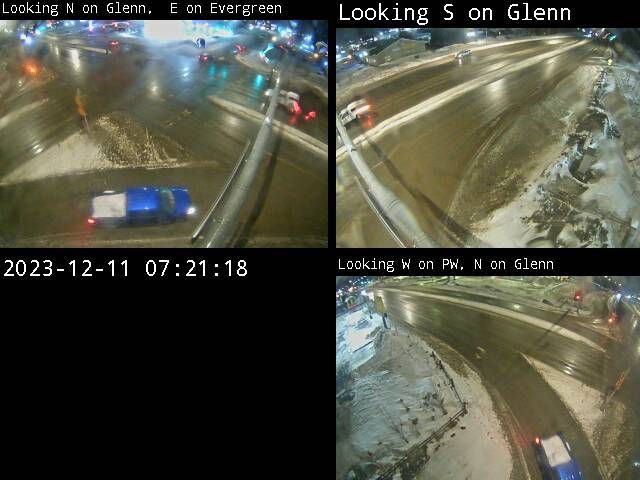 Looking N on Glenn,  E on Evergreen
Looking S on Glenn
2023-12-11 07:21:18
Looking W on PW, N on Glenn